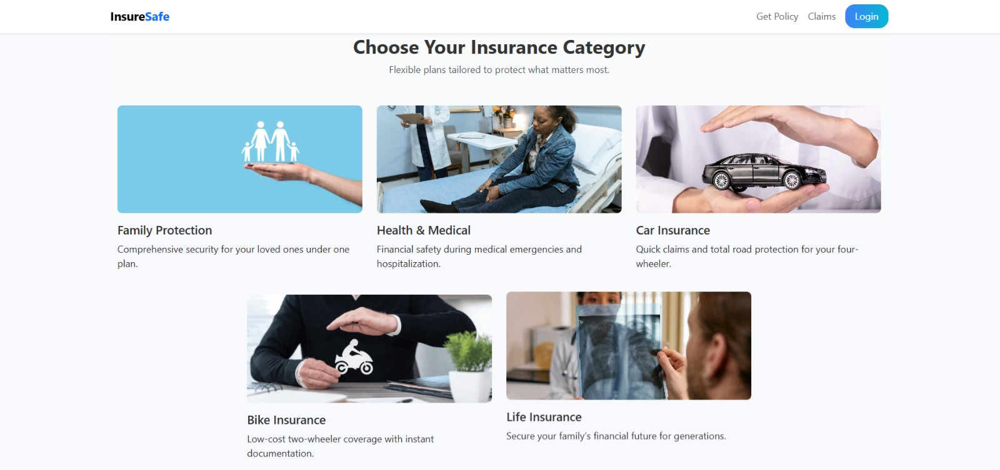 InsureSafe
Get Policy
Claims
Login
Choose Your Insurance Category
Flexible plans tailored to protect what matters most.
Family Protection
Comprehensive security for your loved ones under one
plan.
Health & Medical
Financial safety during medical emergencies and
hospitalization.
Car Insurance
Quick claims and total road protection for your four-
wheeler.
Bike Insurance
Low-cost two-wheeler coverage with instant
documentation.
Life Insurance
Secure your family's financial future for generations.